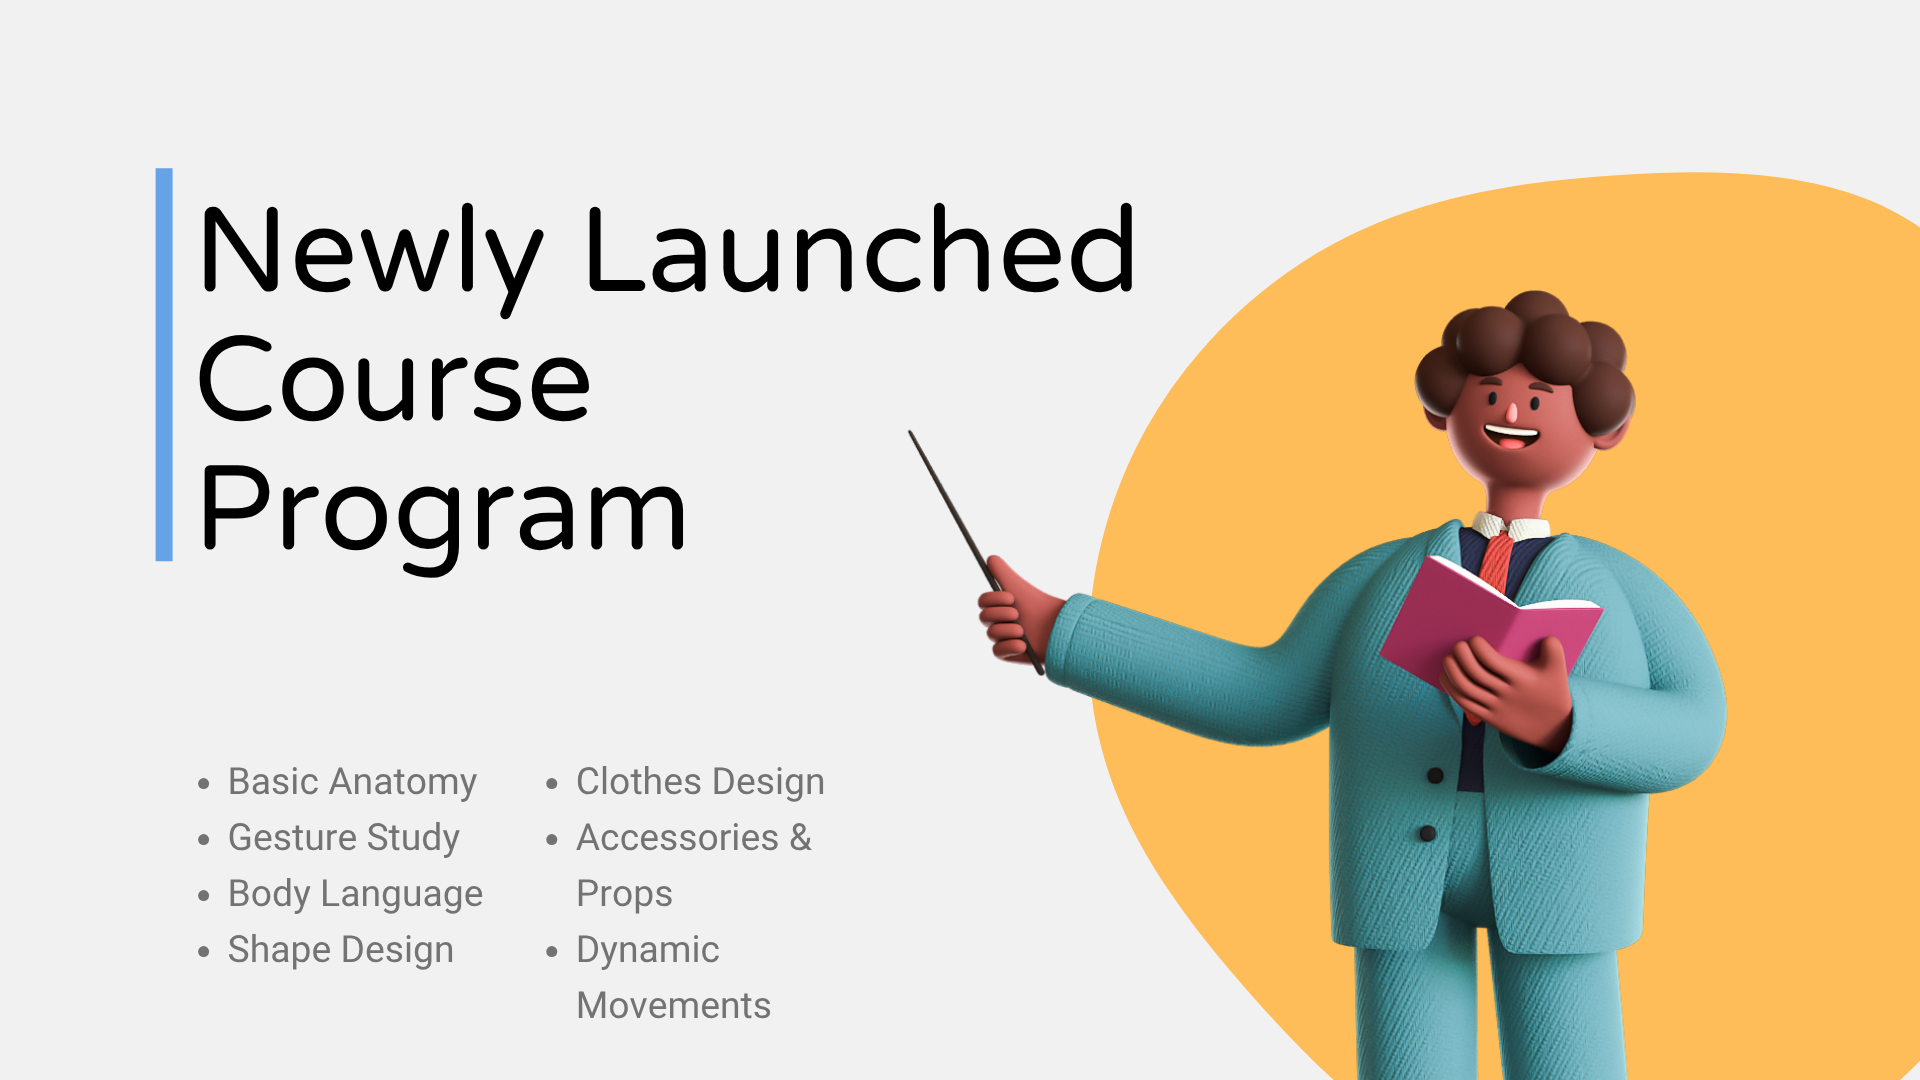 Newly Launched
Course
Program
• Basic Anatomy
• Gesture Study
• Body Language
• Shape Design
• Clothes Design
• Accessories &
Props
• Dynamic
Movements